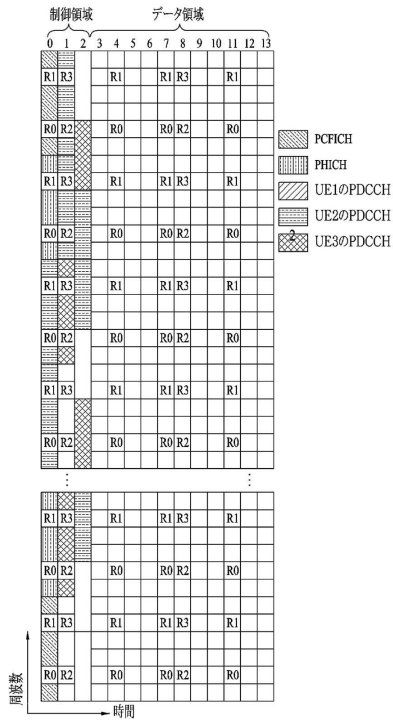 制御領域 データ領域
0 1 2 3 4 5 6 7 8 9 10 11 12 13
R1 R3 R1 R1 R3 R1
R0 R2 R0 R0 R2 R0
R1 R3 R1 R1 R3 R1
R0 R2 R0 R0 R2 R0
R1 R3 R1 R1 R3 R1
R0 R2 R0 R0 R2 R0
R1 R3 R1 R1 R3 R1
R0 R2 R0 R0 R2 R0
R1 R3 R1 R1 R3 R1
R0 R2 R0 R0 R2 R0
R1 R3 R1 R1 R3 R1
R0 R2 R0 R0 R2 R0
PCFICH
PHICH
UE1のPDCCH
UE2のPDCCH
2
UE3のPDCCH
周波数
時間